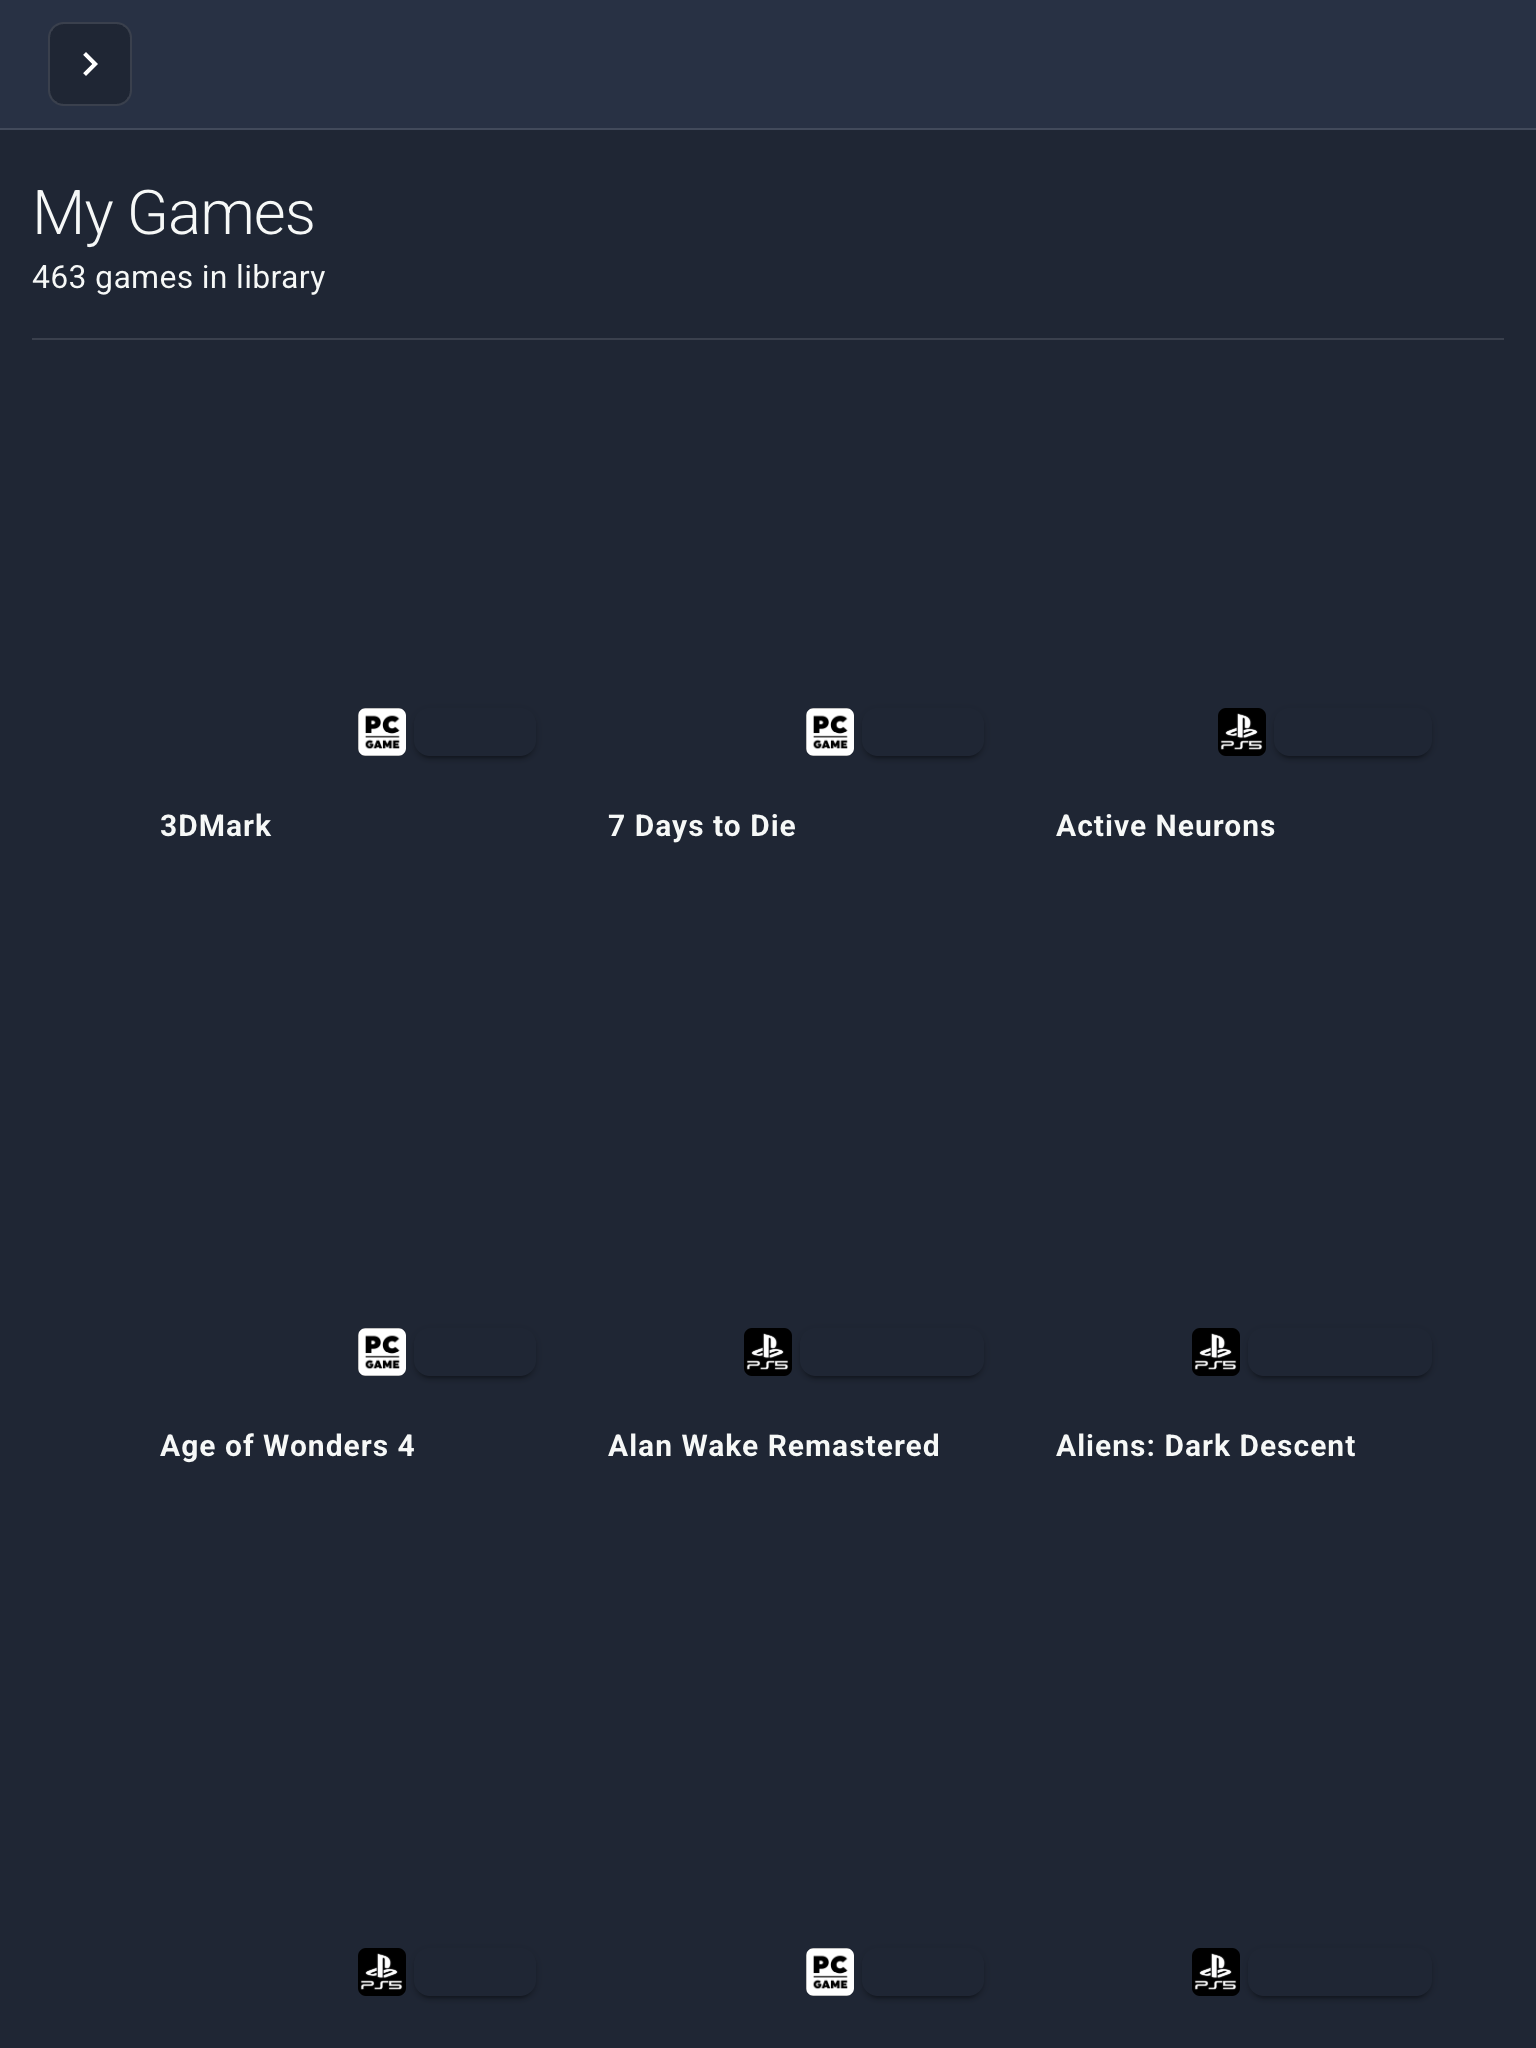 My Games
463 games in library
PC
GAME
PC
GAME
PS5
3DMark
7 Days to Die
Active Neurons
PC
GAME
PS5
PS5
Age of Wonders 4
Alan Wake Remastered
Aliens: Dark Descent
PS5
PC
GAME
PS5